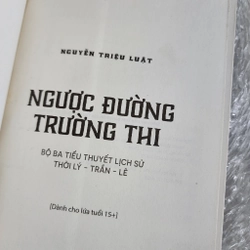 NGUYỄN TRIỆU LUẬT
NGƯỢC ĐƯỜNG
TRƯỜNG THI
BỘ BA TIỂU THUYẾT LỊCH SỬ
THỜI LÝ - TRẦN - LÊ
(Dành cho lứa tuổi 15+)